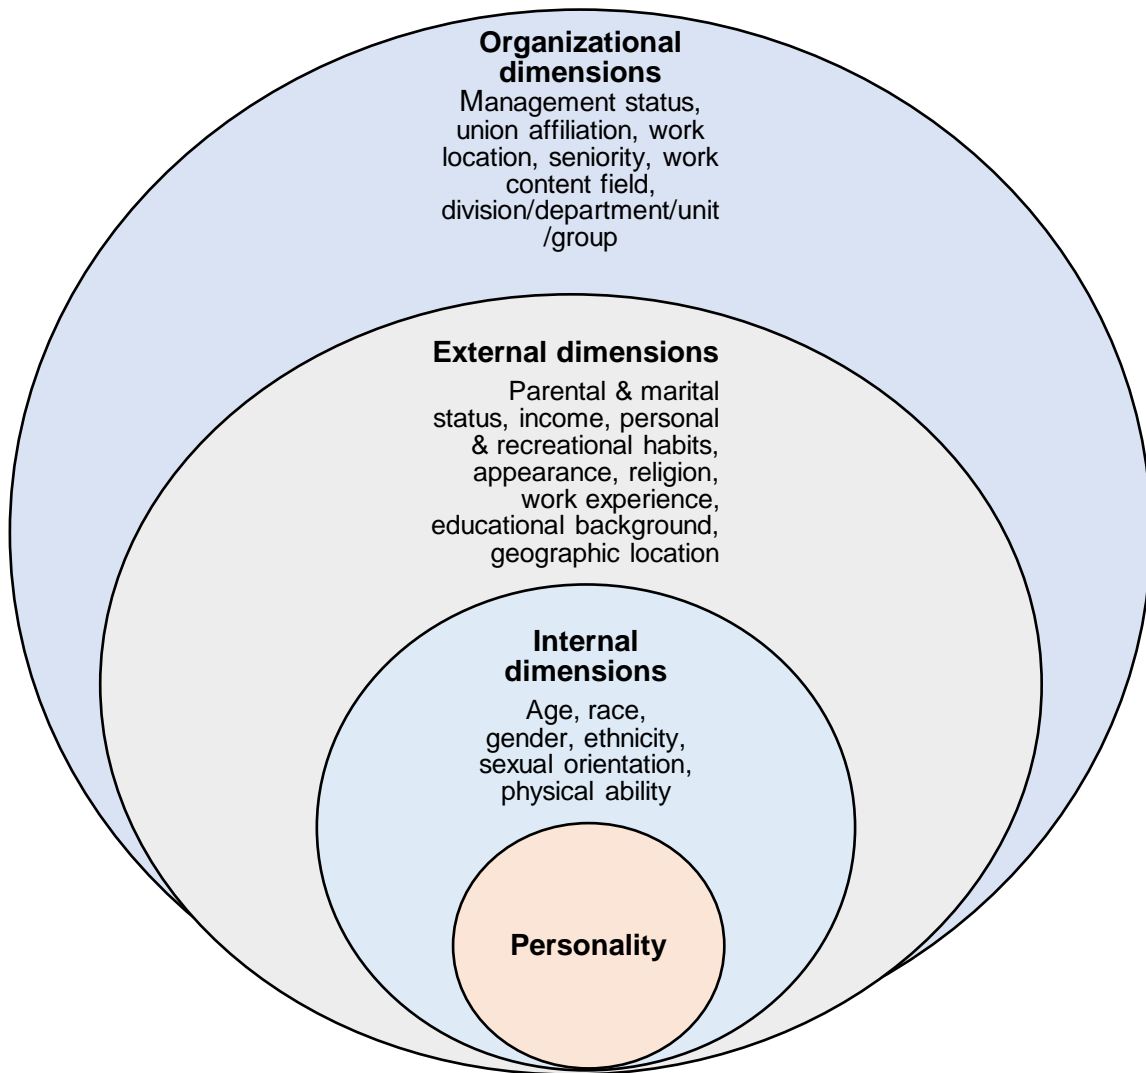 Organizational
dimensions
Management status,
union affiliation, work
location, seniority, work
content field,
division/department/unit
/group
External dimensions
Parental & marital
status, income, personal
& recreational habits,
appearance, religion,
work experience,
educational background,
geographic location
Internal
dimensions
Age, race,
gender, ethnicity,
sexual orientation,
physical ability
Personality